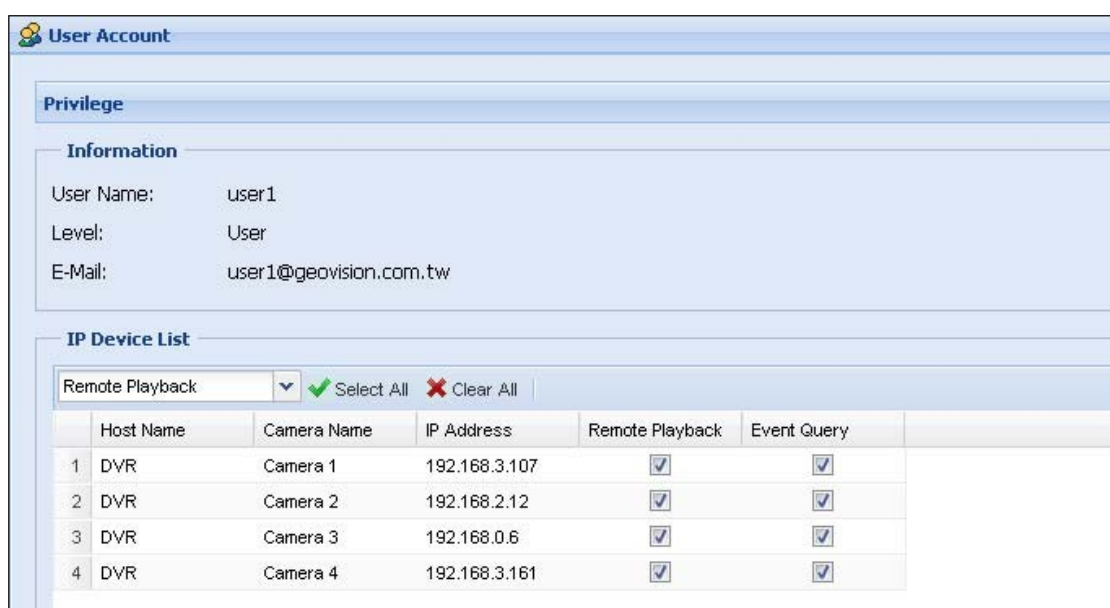 User Account
Privilege
Information
User Name: user1
Level: User
E-Mail: user1@geovision.com.tw
IP Device List
Remote Playback Select All Clear All
Host Name Camera Name IP Address Remote Playback Event Query
1 DVR Camera 1 192.168.3.107
2 DVR Camera 2 192.168.2.12
3 DVR Camera 3 192.168.0.6
4 DVR Camera 4 192.168.3.161